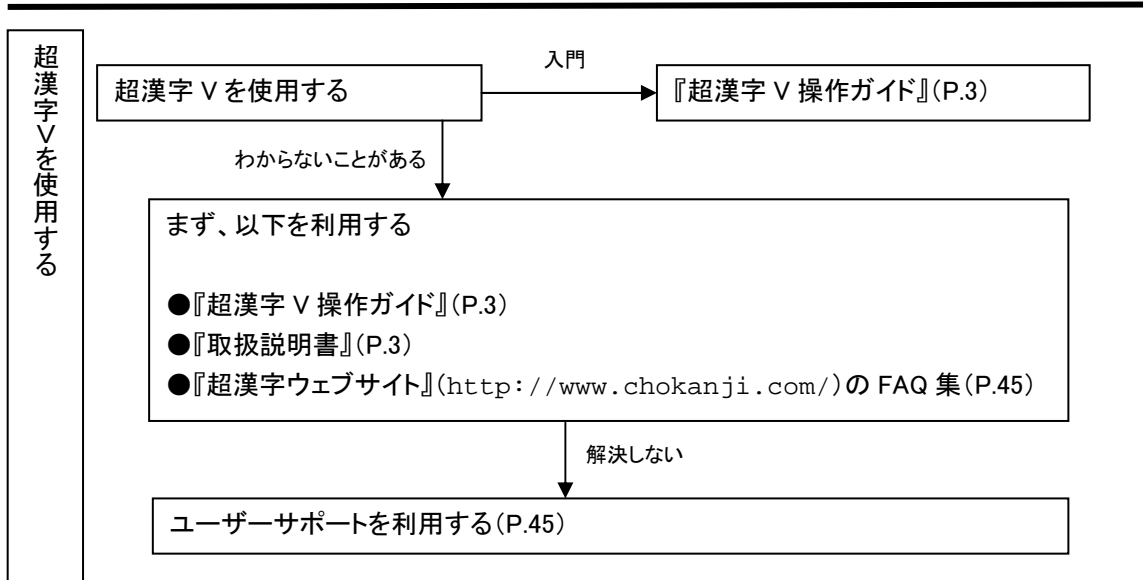 超漢字Ⅴを使用する
超漢字 V を使用する
入門
『超漢字 V 操作ガイド』(P.3)
わからないことがある
まず、以下を利用する
●『超漢字 V 操作ガイド』(P.3)
●『取扱説明書』(P.3)
●『超漢字ウェブサイト』(http://www.chokanji.com/)の FAQ 集(P.45)
解決しない
ユーザーサポートを利用する(P.45)